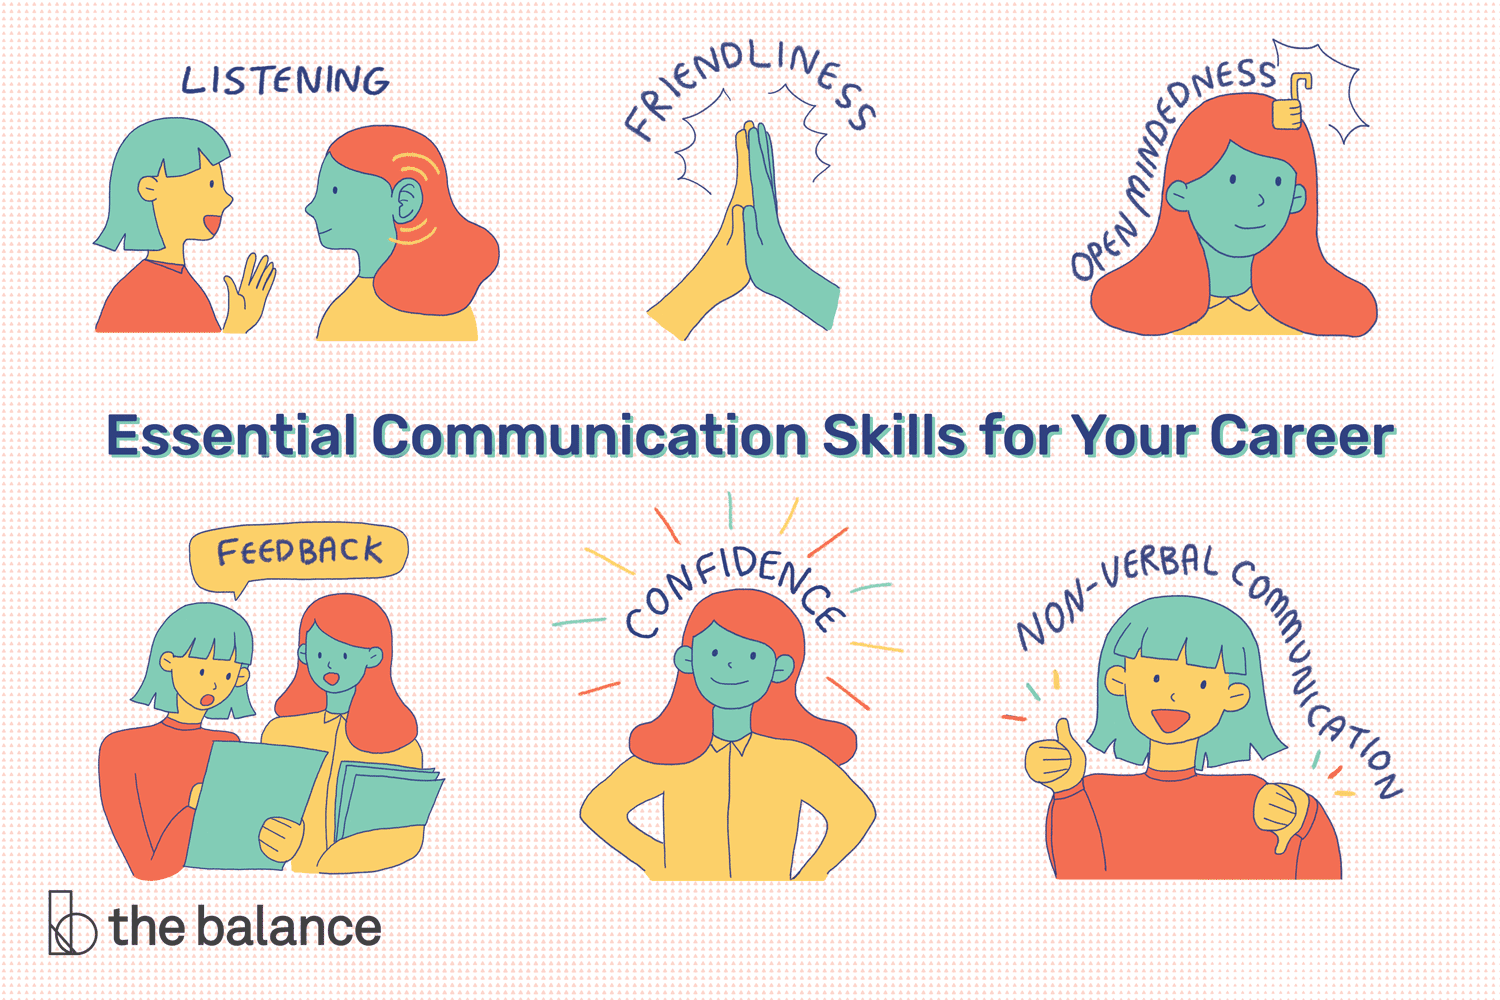 LISTENING
FRIENDLINESS
OPEN MINDEDNESS
Essential Communication Skills for Your Career
FEEDBACK
CONFIDENCE
NON-VERBAL COMMUNICATION
the balance